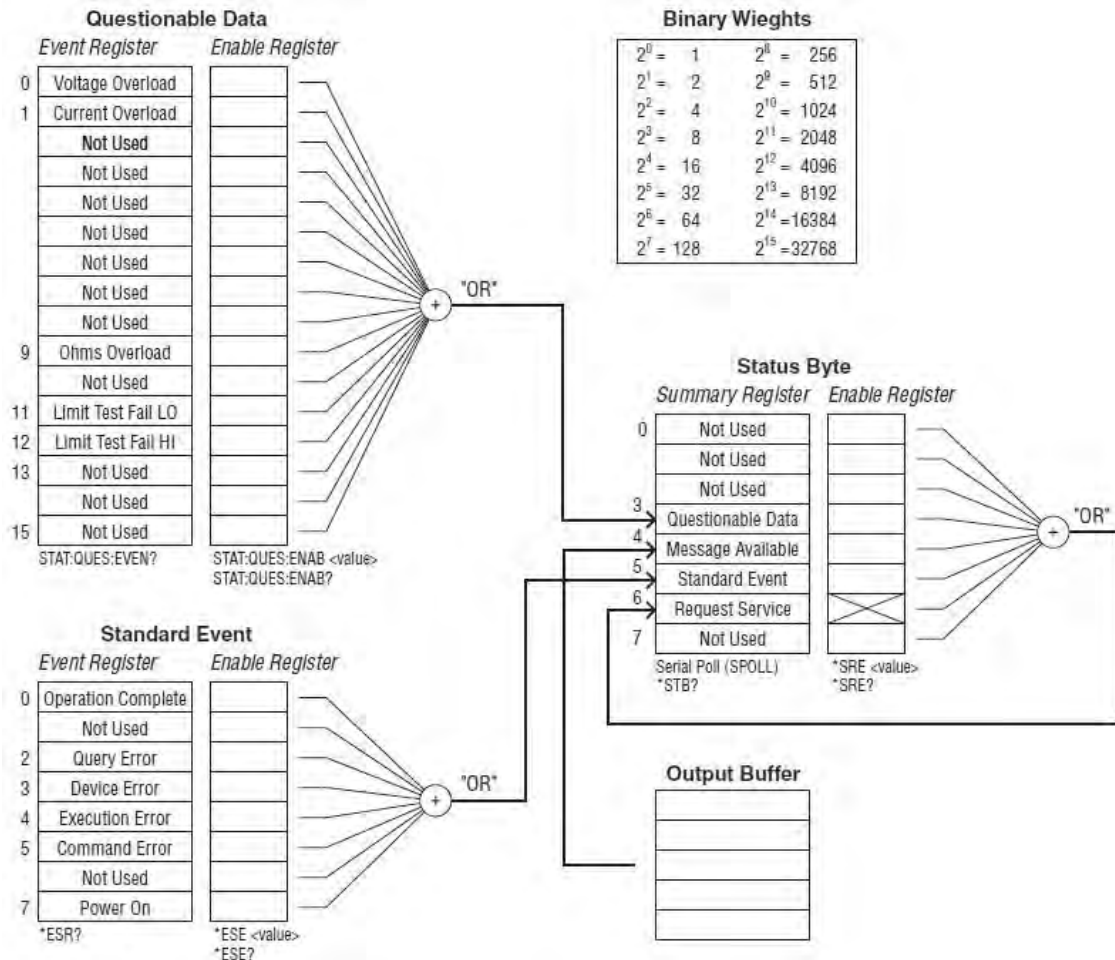 Questionable Data
Event Register Enable Register
0 Voltage Overload
1 Current Overload
Not Used
Not Used
Not Used
Not Used
Not Used
Not Used
Not Used
9 Ohms Overload
Not Used
11 Limit Test Fail LO
12 Limit Test Fail HI
13 Not Used
Not Used
15 Not Used
STAT:QUES:EVEN?
STAT:QUES:ENAB <value>
STAT:QUES:ENAB?
+ "OR"
Binary Wieghts
2⁰ = 1 2⁸ = 256
2¹ = 2 2⁹ = 512
2² = 4 2¹⁰ = 1024
2³ = 8 2¹¹ = 2048
2⁴ = 16 2¹² = 4096
2⁵ = 32 2¹³ = 8192
2⁶ = 64 2¹⁴ =16384
2⁷ = 128 2¹⁵ =32768
Status Byte
Summary Register Enable Register
0 Not Used
Not Used
Not Used
3 Questionable Data
4 Message Available
5 Standard Event
6 Request Service
7 Not Used
Serial Poll (SPOLL)
*STB?
*SRE <value>
*SRE?
+ "OR"
Standard Event
Event Register Enable Register
0 Operation Complete
Not Used
2 Query Error
3 Device Error
4 Execution Error
5 Command Error
Not Used
7 Power On
*ESR?
*ESE <value>
*ESE?
+ "OR"
Output Buffer